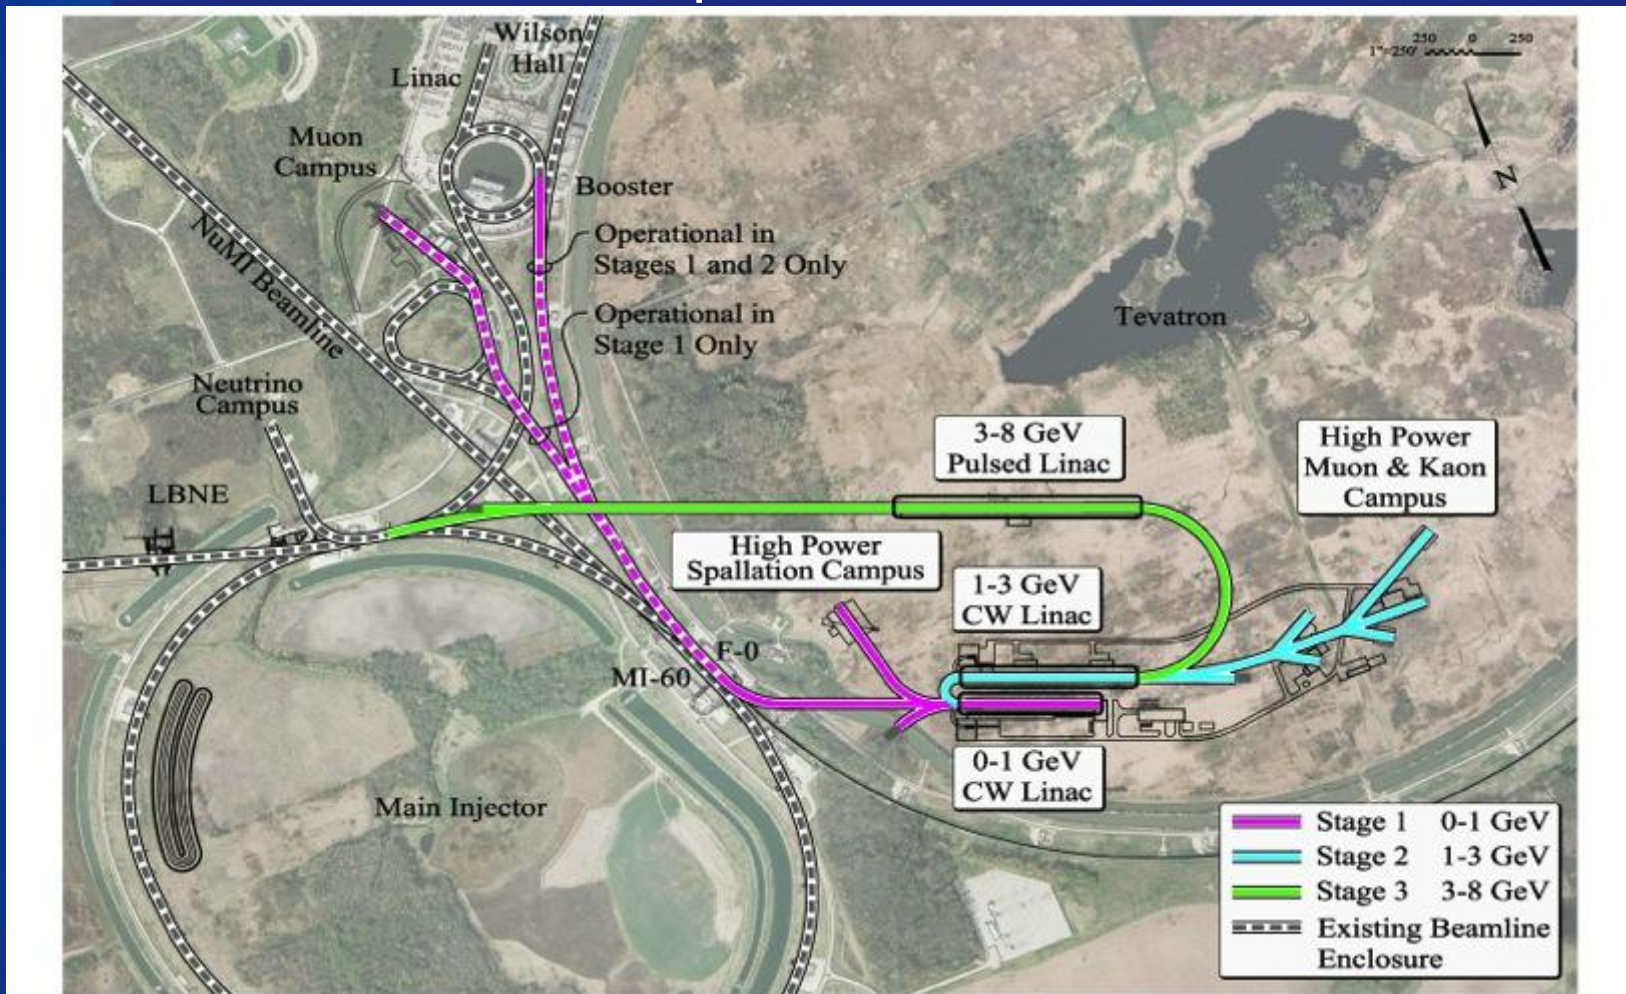 Wilson
Hall
Linac
250 0 250
1"=250'
Muon
Campus
N
Booster
NuMI Beamline
Operational in
Stages 1 and 2 Only
Operational in
Stage 1 Only
Tevatron
Neutrino
Campus
3-8 GeV
Pulsed Linac
High Power
Muon & Kaon
Campus
LBNE
High Power
Spallation Campus
1-3 GeV
CW Linac
F-0
MI-60
0-1 GeV
CW Linac
Main Injector
Stage 1 0-1 GeV
Stage 2 1-3 GeV
Stage 3 3-8 GeV
Existing Beamline
Enclosure